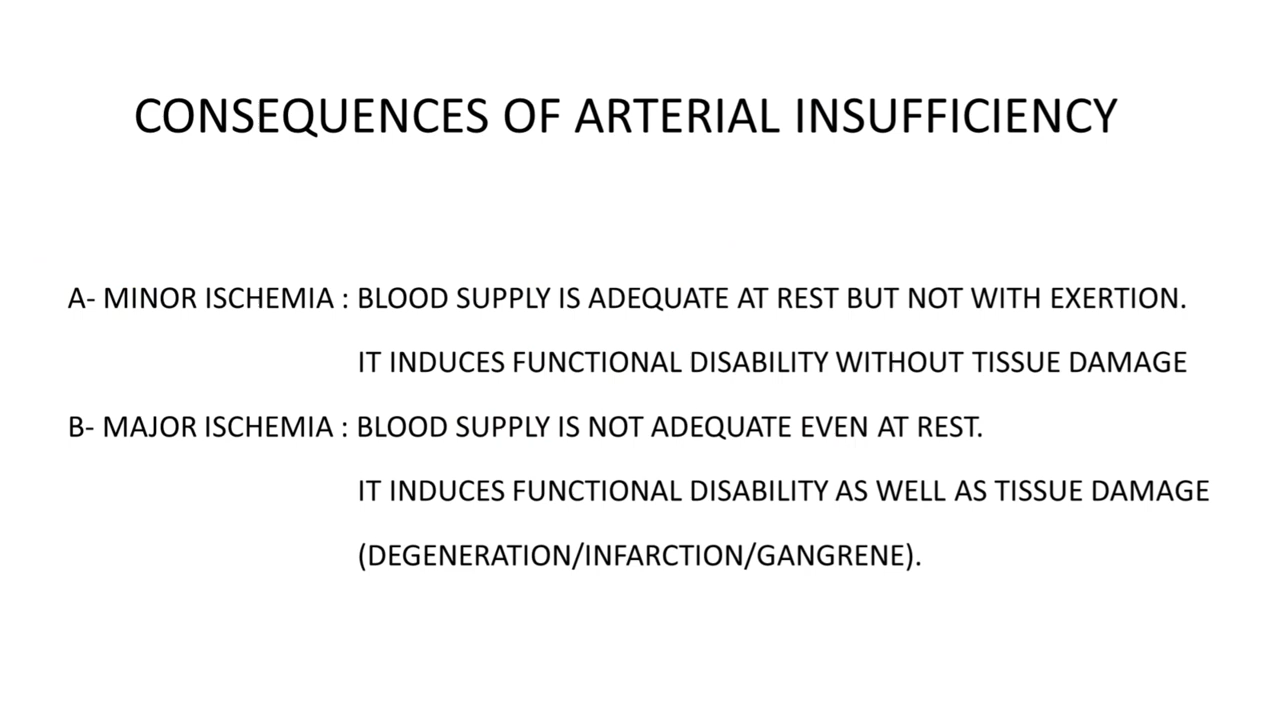 CONSEQUENCES OF ARTERIAL INSUFFICIENCY
A- MINOR ISCHEMIA : BLOOD SUPPLY IS ADEQUATE AT REST BUT NOT WITH EXERTION.
IT INDUCES FUNCTIONAL DISABILITY WITHOUT TISSUE DAMAGE
B- MAJOR ISCHEMIA : BLOOD SUPPLY IS NOT ADEQUATE EVEN AT REST.
IT INDUCES FUNCTIONAL DISABILITY AS WELL AS TISSUE DAMAGE
(DEGENERATION/INFARCTION/GANGRENE).